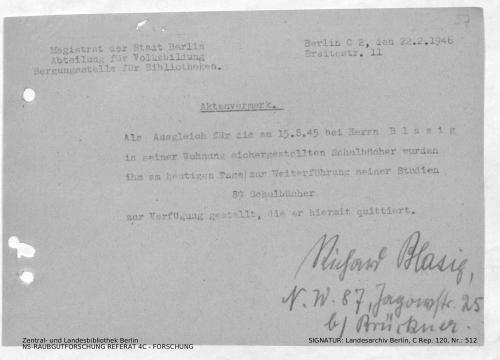 57
Magistrat der Stadt Berlin
Abteilung für Volksbildung
Bergungsstelle für Bibliotheken.
Berlin C 2, den 22.2.1946
Breitestr. 11
Aktenvermerk.
Als Ausgleich für die am 15.8.45 bei Herrn B l a s i g
in seiner Wohnung sichergestellten Schulbücher wurden
ihm am heutigen Tage zur Weiterführung seiner Studien
89 Schulbücher
zur Verfügung gestellt, die er hiermit quittiert.
Richard Blasig,
N.W. 87, Jagowstr. 25
b/ Brückner.
Zentral- und Landesbibliothek Berlin
NS-RAUBGUTFORSCHUNG REFERAT 4C - FORSCHUNG
SIGNATUR: Landesarchiv Berlin, C Rep. 120, Nr.: 512